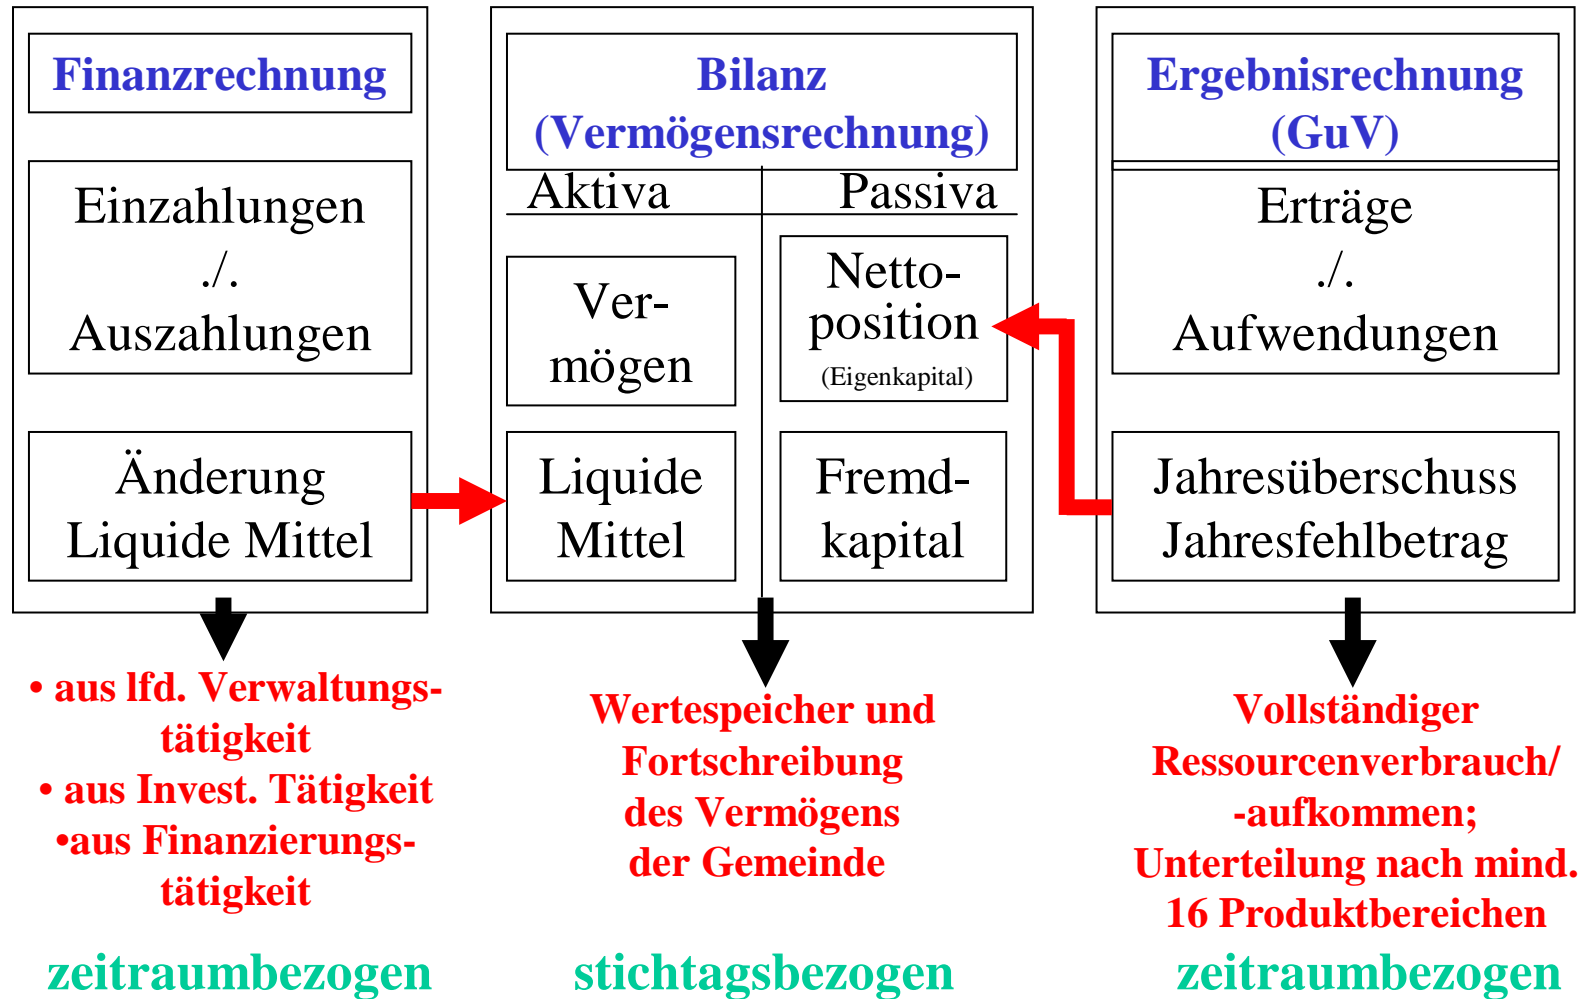 Finanzrechnung
Einzahlungen
./.
Auszahlungen
Änderung
Liquide Mittel
• aus lfd. Verwaltungs-
tätigkeit
• aus Invest. Tätigkeit
•aus Finanzierungs-
tätigkeit
zeitraumbezogen
Bilanz
(Vermögensrechnung)
Aktiva
Passiva
Ver-
mögen
Netto-
position
(Eigenkapital)
Liquide
Mittel
Fremd-
kapital
Wertespeicher und
Fortschreibung
des Vermögens
der Gemeinde
stichtagsbezogen
Ergebnisrechnung
(GuV)
Erträge
./.
Aufwendungen
Jahresüberschuss
Jahresfehlbetrag
Vollständiger
Ressourcenverbrauch/
-aufkommen;
Unterteilung nach mind.
16 Produktbereichen
zeitraumbezogen